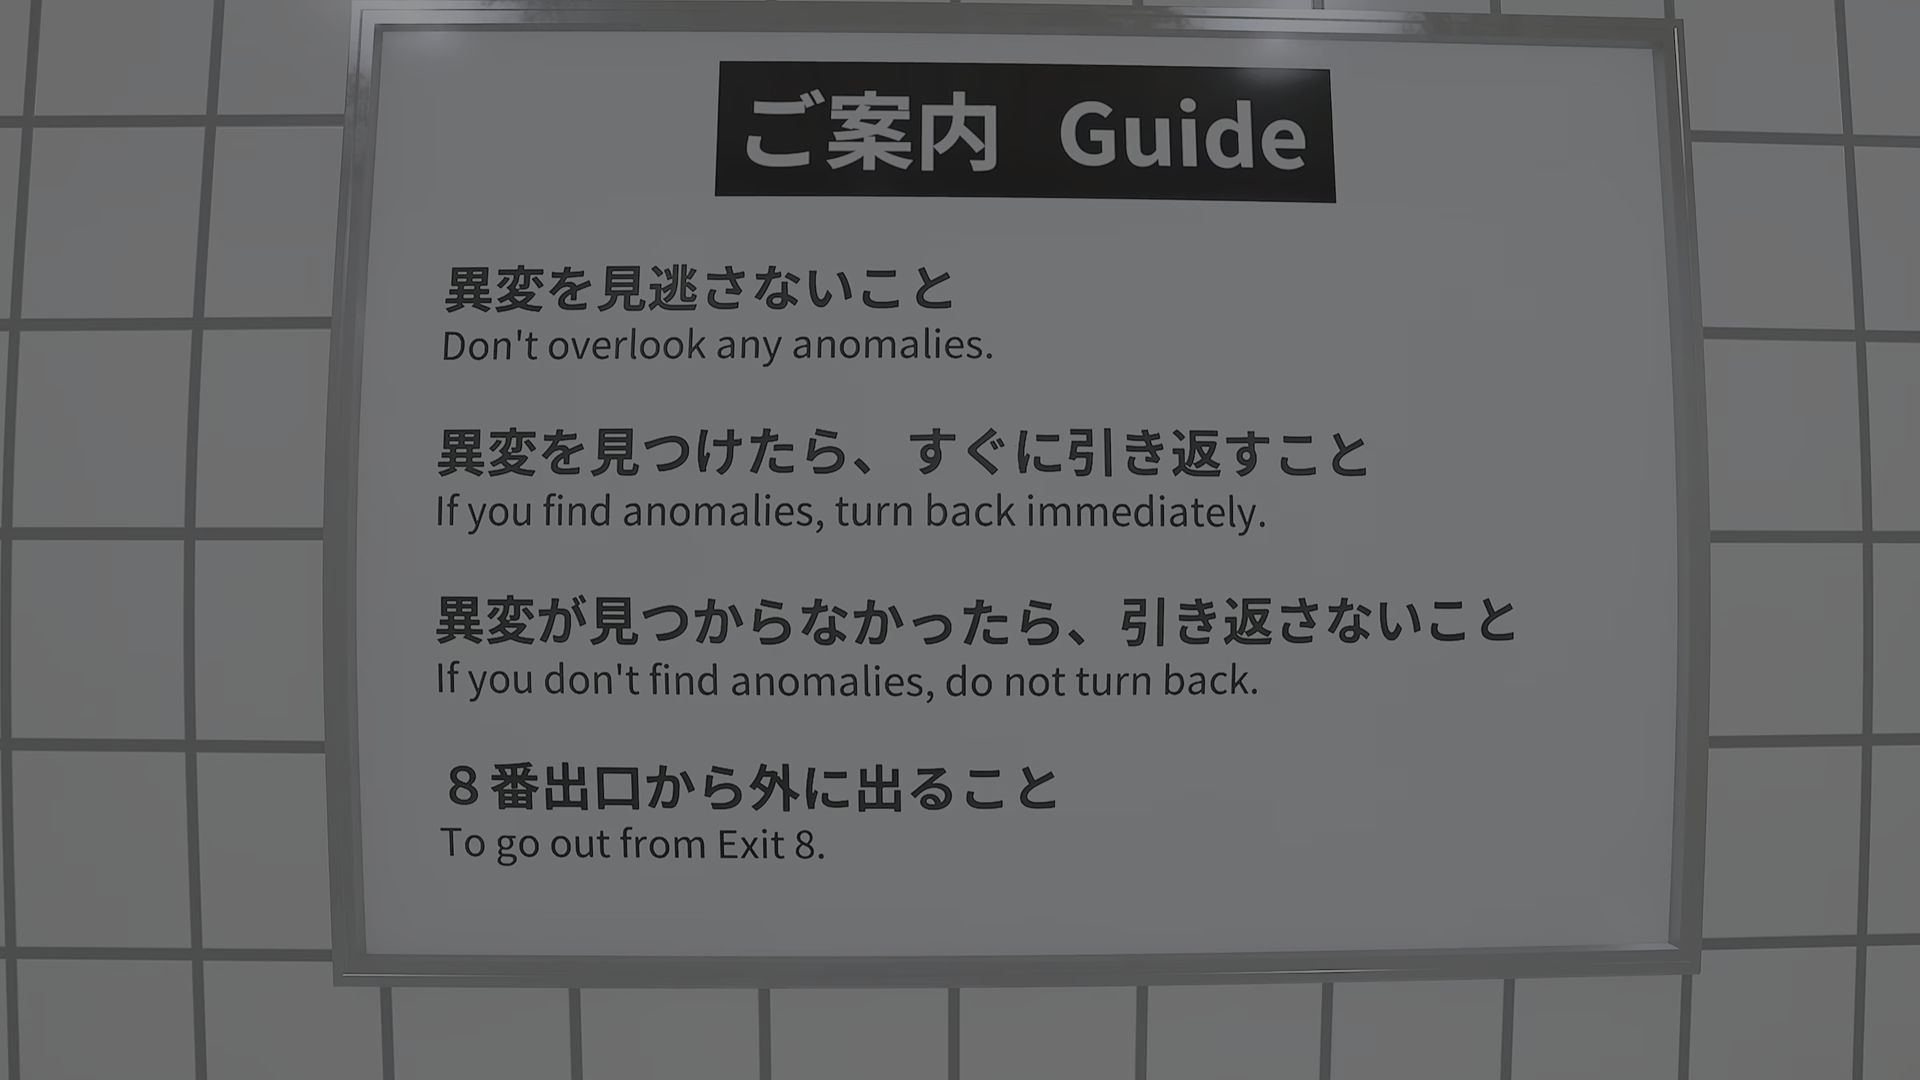 ご案内 Guide
異変を見逃さないこと
Don't overlook any anomalies.
異変を見つけたら、すぐに引き返すこと
If you find anomalies, turn back immediately.
異変が見つからなかったら、引き返さないこと
If you don't find anomalies, do not turn back.
８番出口から外に出ること
To go out from Exit 8.